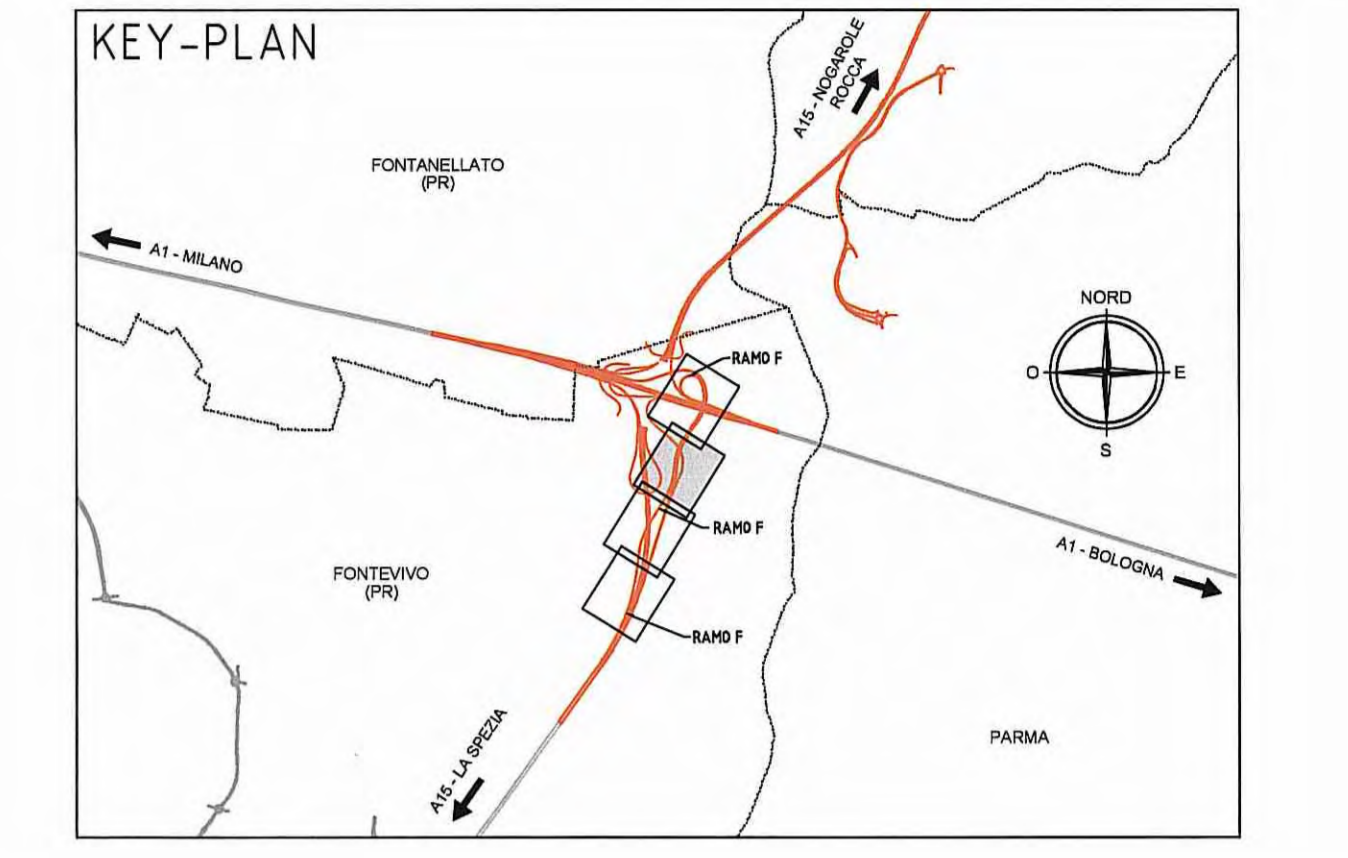 KEY-PLAN
A15 - NOGAROLE
ROCCA
FONTANELLATO
(PR)
A1 - MILANO
NORD
O
E
S
RAMO F
RAMO F
A1 - BOLOGNA
FONTEVIVO
(PR)
RAMO F
A15 - LA SPEZIA
PARMA